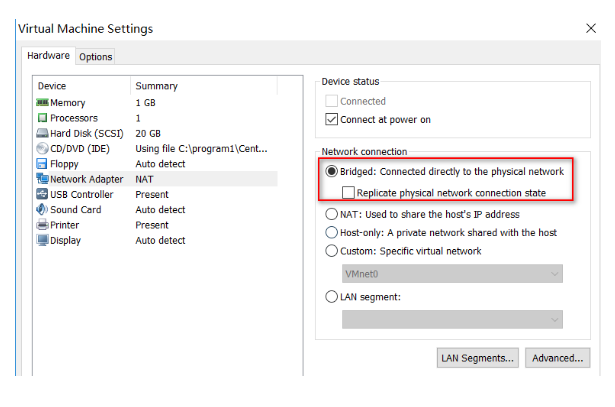 Virtual Machine Settings
Hardware Options
Device Summary
Memory 1 GB
Processors 1
Hard Disk (SCSI) 20 GB
CD/DVD (IDE) Using file C:\program1\Cent...
Floppy Auto detect
Network Adapter NAT
USB Controller Present
Sound Card Auto detect
Printer Present
Display Auto detect
Device status
Connected
Connect at power on
Network connection
Bridged: Connected directly to the physical network
Replicate physical network connection state
NAT: Used to share the host's IP address
Host-only: A private network shared with the host
Custom: Specific virtual network
VMnet0
LAN segment:
LAN Segments... Advanced...